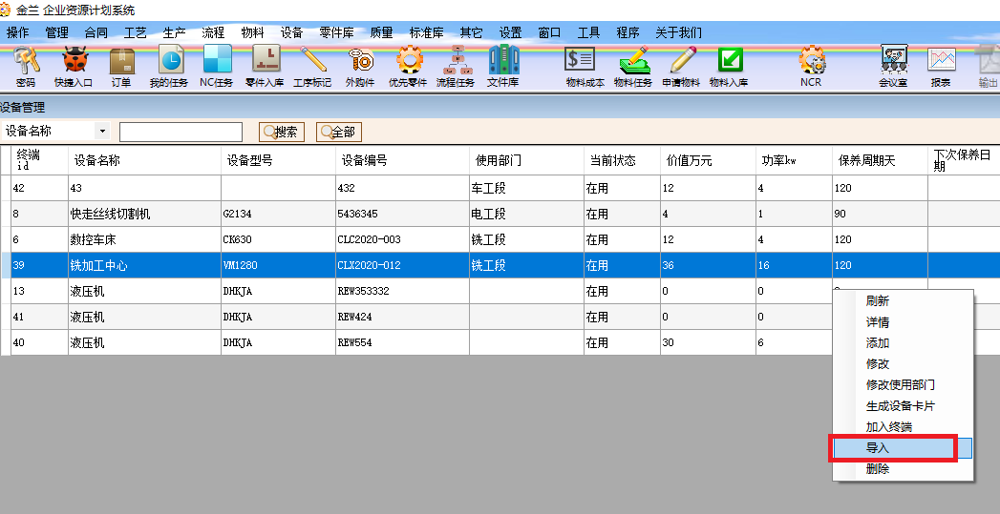 金兰 企业资源计划系统
操作 管理 合同 工艺 生产 流程 物料 设备 零件库 质量 标准库 其它 设置 窗口 工具 程序 关于我们
密码 快捷入口 订单 我的任务 NC任务 零件入库 工序标记 外购件 优先零件 流程任务 文件库 物料成本 物料任务 申请物料 物料入库 NCR 会议室 报表 输出
设备管理
设备名称 搜索 全部
终端id 设备名称 设备型号 设备编号 使用部门 当前状态 价值万元 功率kw 保养周期天 下次保养日期
42 43 432 车工段 在用 12 4 120
8 快走丝线切割机 G2134 5436345 电工段 在用 4 1 90
6 数控车床 CK630 CLC2020-003 铣工段 在用 12 4 120
39 铣加工中心 VM1280 CLX2020-012 铣工段 在用 36 16 120
13 液压机 DHKJA REW353332 在用 0 0
41 液压机 DHKJA REW424 在用 0 0
40 液压机 DHKJA REW554 在用 30 6
刷新
详情
添加
修改
修改使用部门
生成设备卡片
加入终端
导入
删除